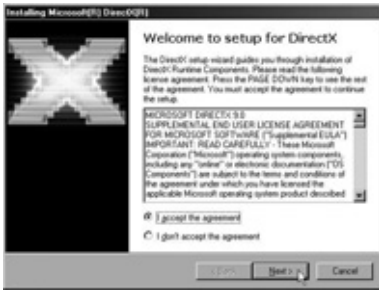 Installing Microsoft(R) DirectX(R)
Welcome to setup for DirectX
The DirectX setup wizard guides you through installation of
DirectX Runtime Components. Please read the following
license agreement. Press the PAGE DOWN key to see the rest
of the agreement. You must accept the agreement to continue
the setup.
MICROSOFT DIRECTX 9.0
SUPPLEMENTAL END USER LICENSE AGREEMENT
FOR MICROSOFT SOFTWARE ("Supplemental EULA")
IMPORTANT: READ CAREFULLY - These Microsoft
Corporation ("Microsoft") operating system components,
including any "online" or electronic documentation ("OS
Components") are subject to the terms and conditions of
the agreement under which you have licensed the
applicable Microsoft operating system product described
I accept the agreement
I don't accept the agreement
< Back
Next >
Cancel